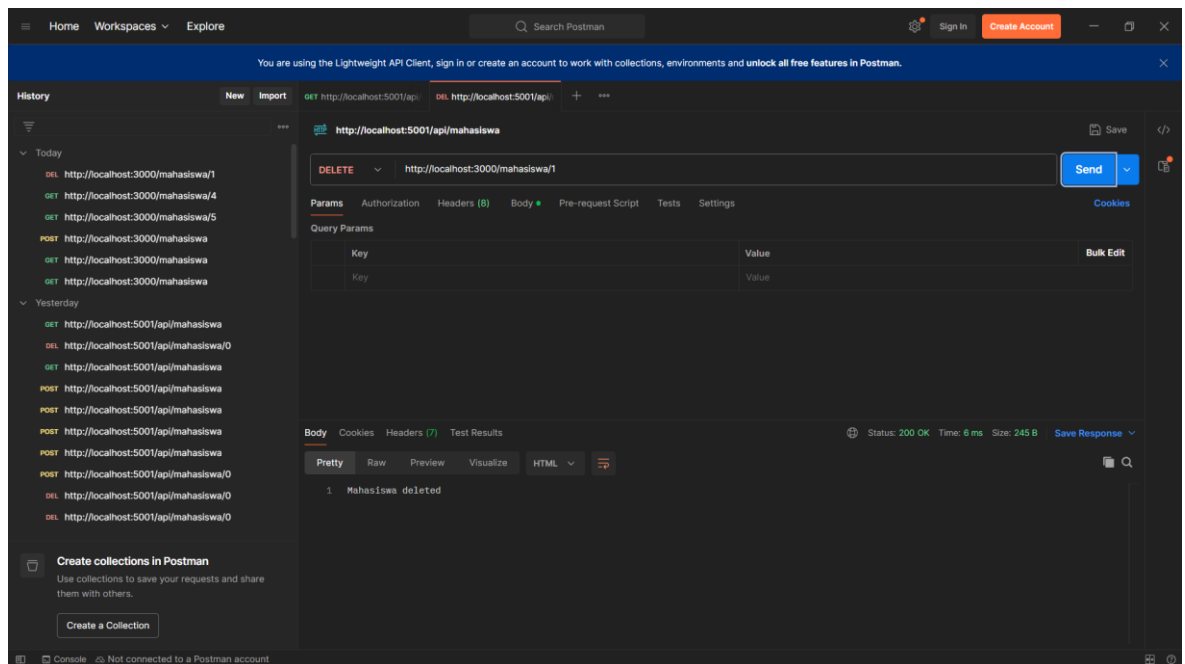 Home Workspaces Explore Search Postman Sign In Create Account
You are using the Lightweight API Client, sign in or create an account to work with collections, environments and unlock all free features in Postman.
History New Import GET http://localhost:5001/api/ DEL http://localhost:5001/api/
HTTP http://localhost:5001/api/mahasiswa Save
Today
DELETE http://localhost:3000/mahasiswa/1 Send
DEL http://localhost:3000/mahasiswa/1
GET http://localhost:3000/mahasiswa/4
GET http://localhost:3000/mahasiswa/5
POST http://localhost:3000/mahasiswa
GET http://localhost:3000/mahasiswa
GET http://localhost:3000/mahasiswa
Yesterday
GET http://localhost:5001/api/mahasiswa
DEL http://localhost:5001/api/mahasiswa/0
GET http://localhost:5001/api/mahasiswa
POST http://localhost:5001/api/mahasiswa
POST http://localhost:5001/api/mahasiswa
POST http://localhost:5001/api/mahasiswa
POST http://localhost:5001/api/mahasiswa
POST http://localhost:5001/api/mahasiswa/0
DEL http://localhost:5001/api/mahasiswa/0
DEL http://localhost:5001/api/mahasiswa/0
Create collections in Postman
Use collections to save your requests and share
them with others.
Create a Collection
Params Authorization Headers (8) Body Pre-request Script Tests Settings Cookies
Query Params
Key Value Bulk Edit
Key Value
Body Cookies Headers (7) Test Results Status: 200 OK Time: 6 ms Size: 245 B Save Response
Pretty Raw Preview Visualize HTML
1 Mahasiswa deleted
Console Not connected to a Postman account